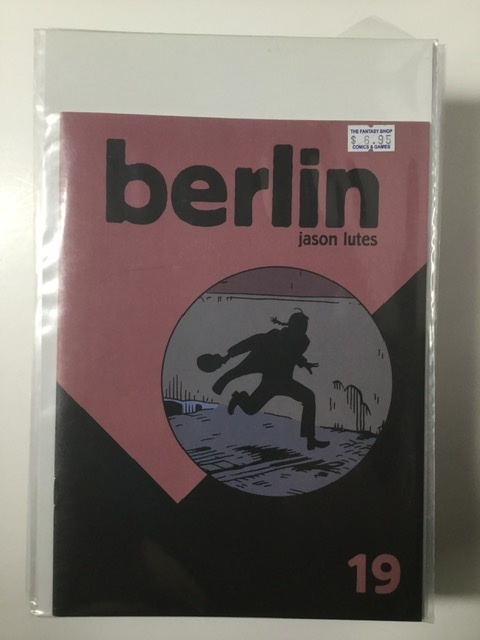 THE FANTASY SHOP
$ 6.95
COMICS & GAMES
berlin
jason lutes
19